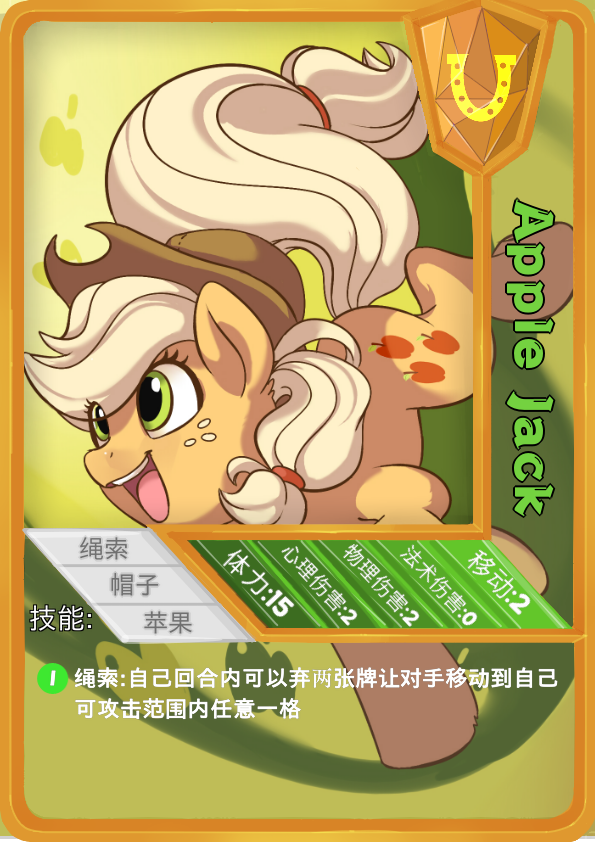 Apple Jack
绳索
帽子
苹果
体力:15
心理伤害:2
物理伤害:2
法术伤害:0
移动:2
技能:
1 绳索:自己回合内可以弃两张牌让对手移动到自己
可攻击范围内任意一格